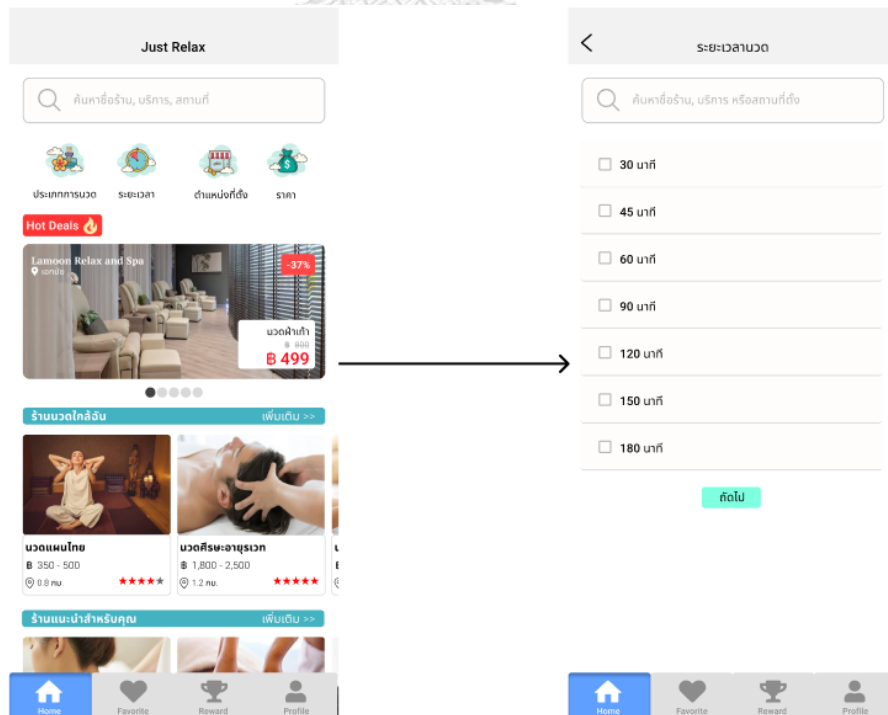 Just Relax
ค้นหาชื่อร้าน, บริการ, สถานที่
ประเภทการนวด
ระยะเวลา
ตำแหน่งที่ตั้ง
ราคา
Hot Deals
Lamoon Relax and Spa
เอกมัย
-37%
นวดฝ่าเท้า
฿ 800
฿ 499
ร้านนวดใกล้ฉัน
เพิ่มเติม >>
นวดแผนไทย
฿ 350 - 500
0.8 กม.
นวดศีรษะอายุรเวท
฿ 1,800 - 2,500
1.2 กม.
ร้านแนะนำสำหรับคุณ
เพิ่มเติม >>
Home
Favorite
Reward
Profile
ระยะเวลานวด
ค้นหาชื่อร้าน, บริการ หรือสถานที่ตั้ง
30 นาที
45 นาที
60 นาที
90 นาที
120 นาที
150 นาที
180 นาที
ถัดไป
Home
Favorite
Reward
Profile